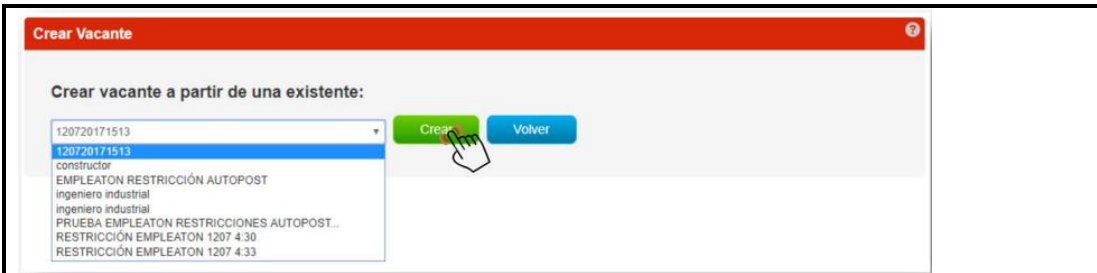 Crear Vacante
?
Crear vacante a partir de una existente:
120720171513
Crear
Volver
120720171513
constructor
EMPLEATON RESTRICCIÓN AUTOPOST
ingeniero industrial
ingeniero industrial
PRUEBA EMPLEATON RESTRICCIONES AUTOPOST...
RESTRICCIÓN EMPLEATON 1207 4:30
RESTRICCIÓN EMPLEATON 1207 4:33